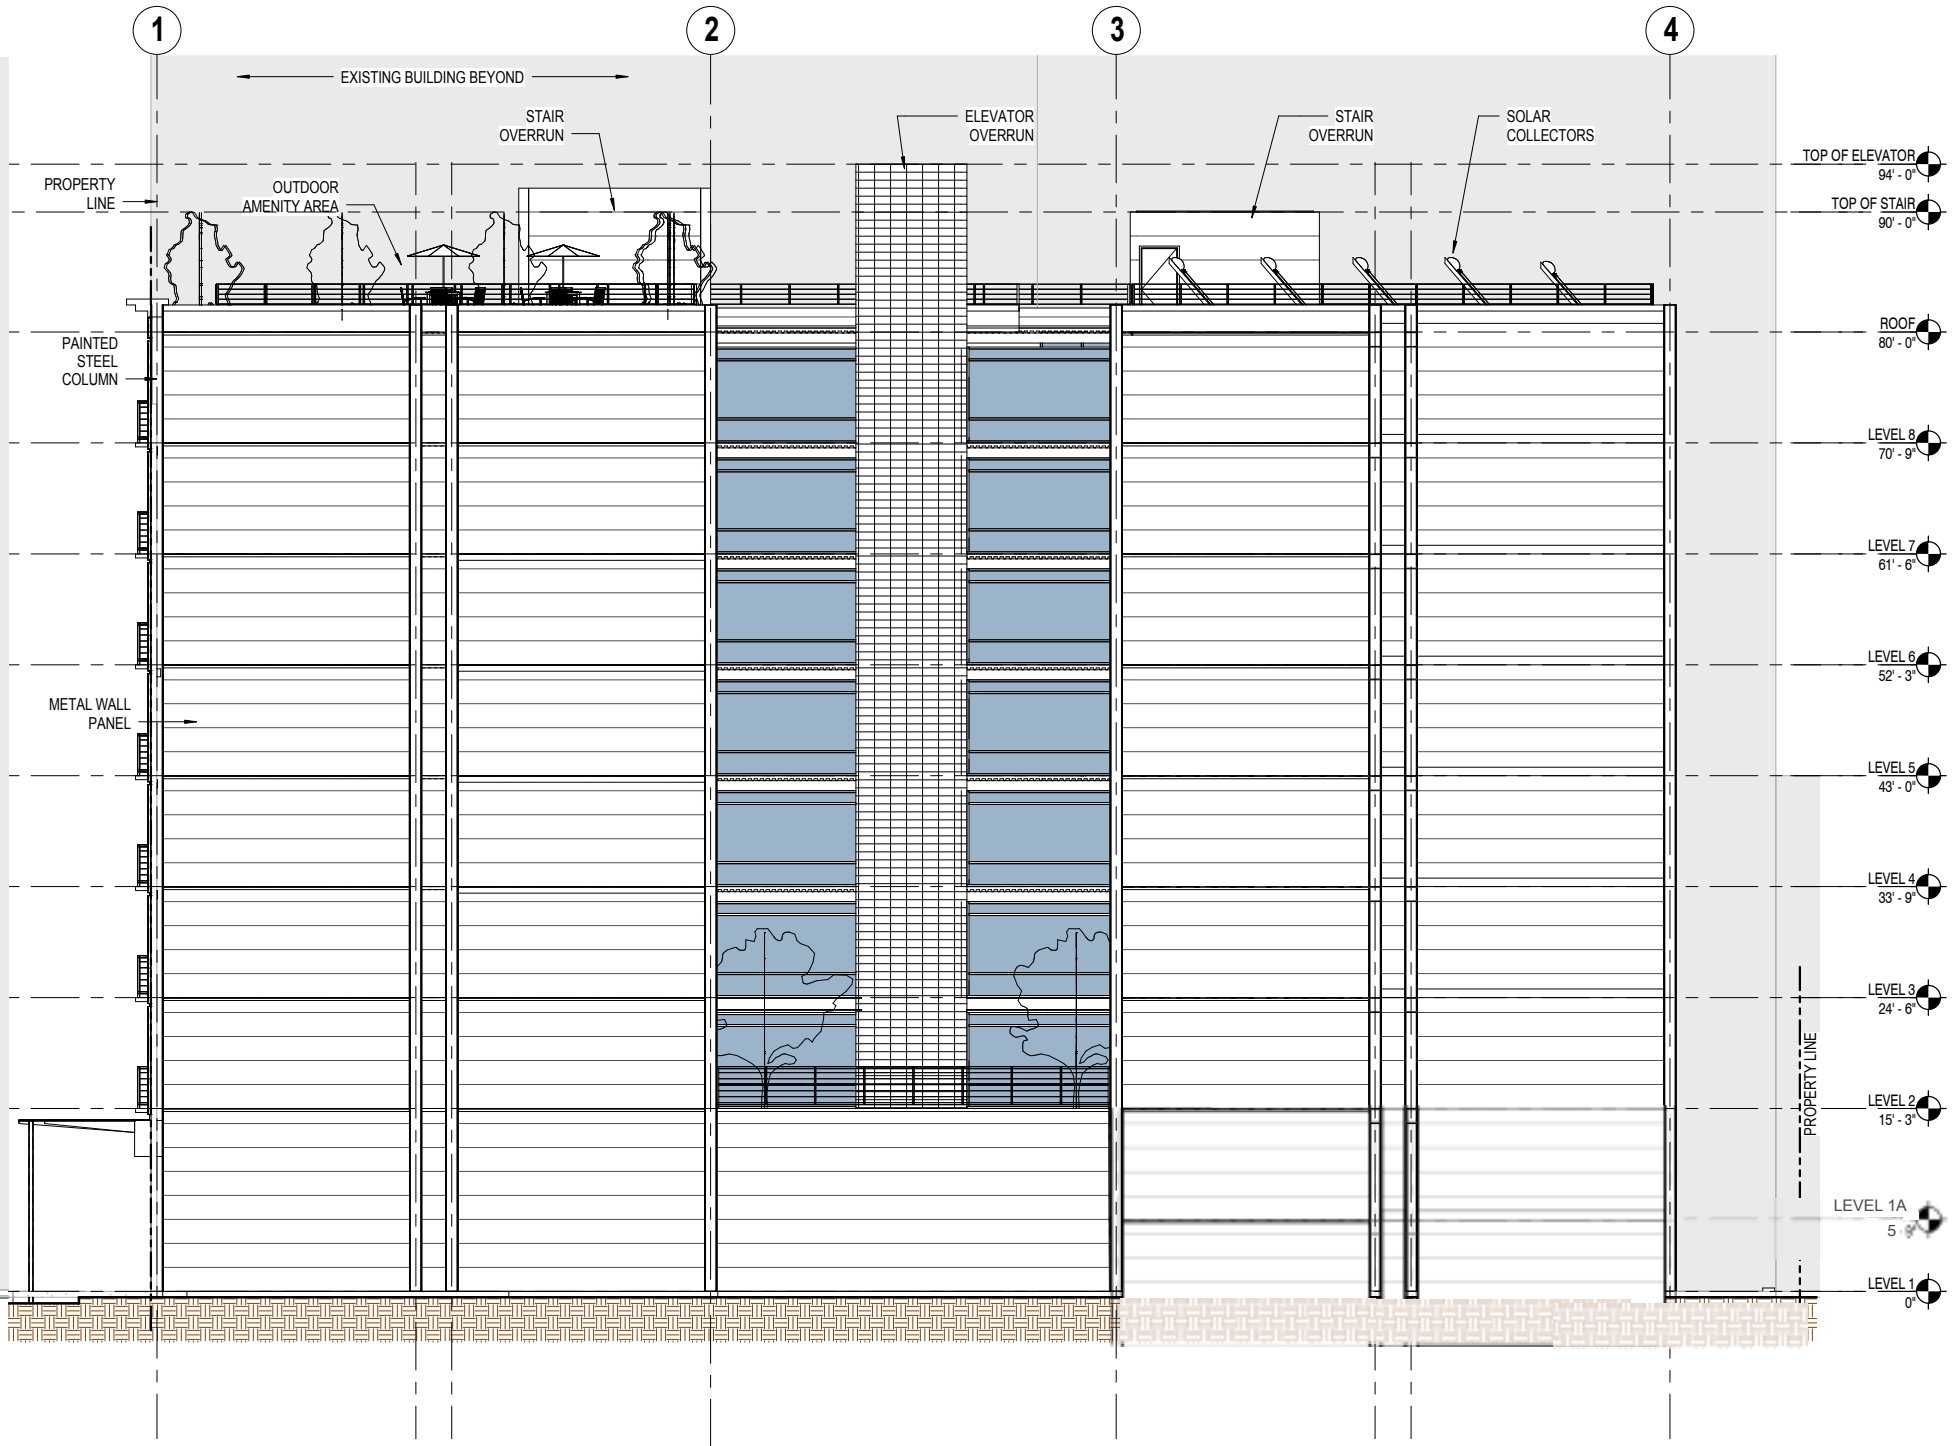 1
2
3
4
EXISTING BUILDING BEYOND
STAIR
OVERRUN
ELEVATOR
OVERRUN
STAIR
OVERRUN
SOLAR
COLLECTORS
TOP OF ELEVATOR
94' - 0"
PROPERTY
LINE
OUTDOOR
AMENITY AREA
TOP OF STAIR
90' - 0"
ROOF
80' - 0"
PAINTED
STEEL
COLUMN
LEVEL 8
70' - 9"
LEVEL 7
61' - 6"
LEVEL 6
52' - 3"
METAL WALL
PANEL
LEVEL 5
43' - 0"
LEVEL 4
33' - 9"
LEVEL 3
24' - 6"
PROPERTY LINE
LEVEL 2
15' - 3"
LEVEL 1A
LEVEL 1
0"